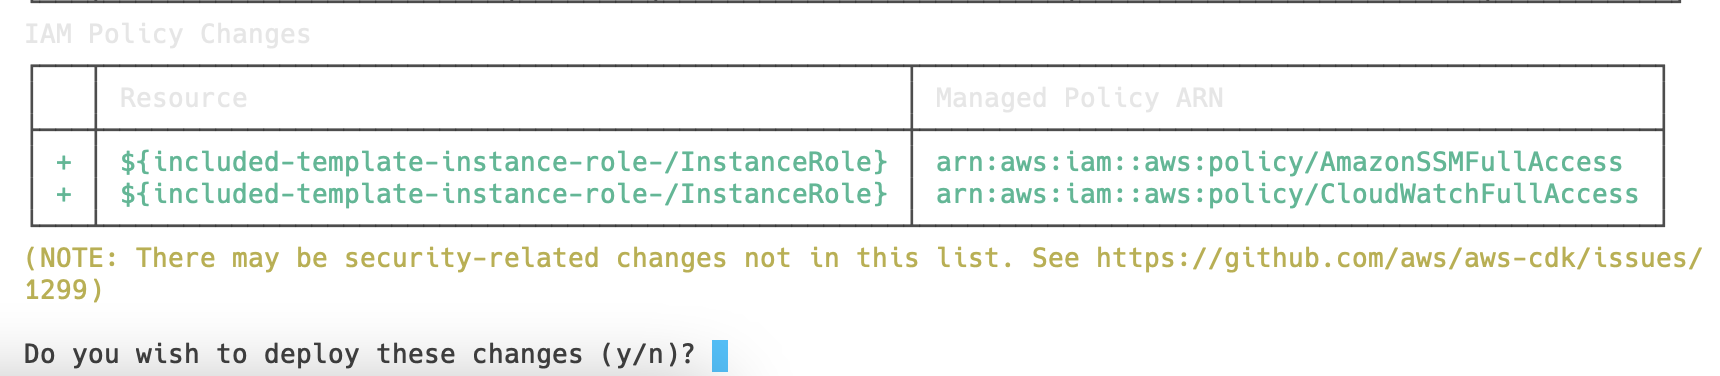 IAM Policy Changes
Resource Managed Policy ARN
+ ${included-template-instance-role-/InstanceRole} arn:aws:iam::aws:policy/AmazonSSMFullAccess
+ ${included-template-instance-role-/InstanceRole} arn:aws:iam::aws:policy/CloudWatchFullAccess
(NOTE: There may be security-related changes not in this list. See https://github.com/aws/aws-cdk/issues/
1299)
Do you wish to deploy these changes (y/n)?